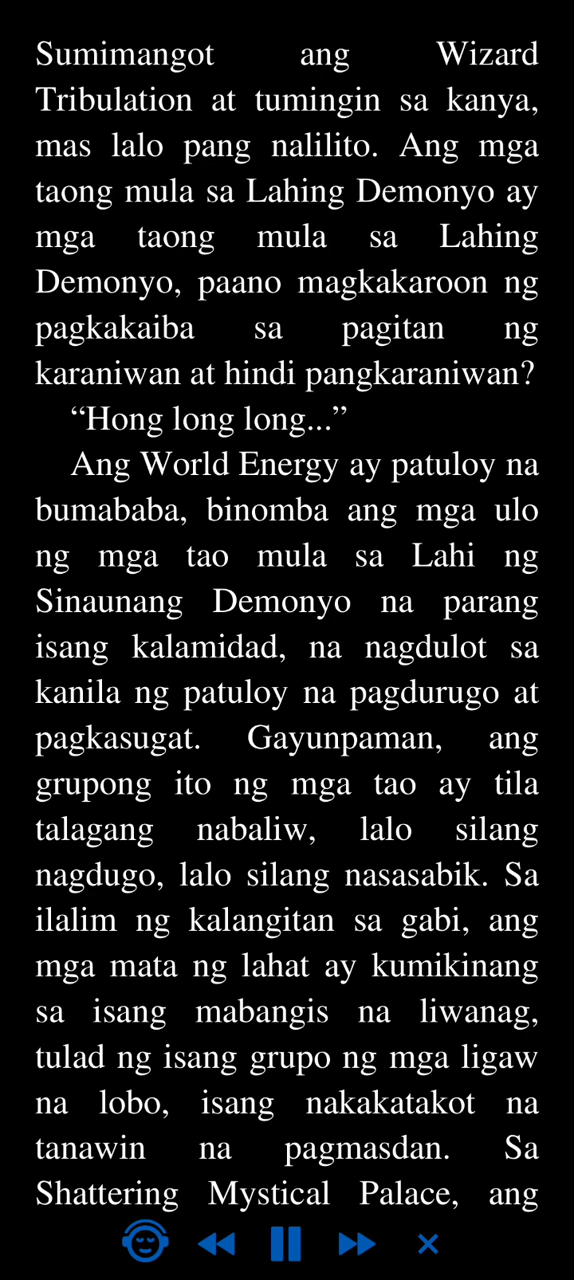 Sumimangot ang Wizard
Tribulation at tumingin sa kanya,
mas lalo pang nalilito. Ang mga
taong mula sa Lahing Demonyo ay
mga taong mula sa Lahing
Demonyo, paano magkakaroon ng
pagkakaiba sa pagitan ng
karaniwan at hindi pangkaraniwan?
“Hong long long...”
Ang World Energy ay patuloy na
bumababa, binomba ang mga ulo
ng mga tao mula sa Lahi ng
Sinaunang Demonyo na parang
isang kalamidad, na nagdulot sa
kanila ng patuloy na pagdurugo at
pagkasugat. Gayunpaman, ang
grupong ito ng mga tao ay tila
talagang nabaliw, lalo silang
nagdugo, lalo silang nasasabik. Sa
ilalim ng kalangitan sa gabi, ang
mga mata ng lahat ay kumikinang
sa isang mabangis na liwanag,
tulad ng isang grupo ng mga ligaw
na lobo, isang nakakatakot na
tanawin na pagmasdan. Sa
Shattering Mystical Palace, ang